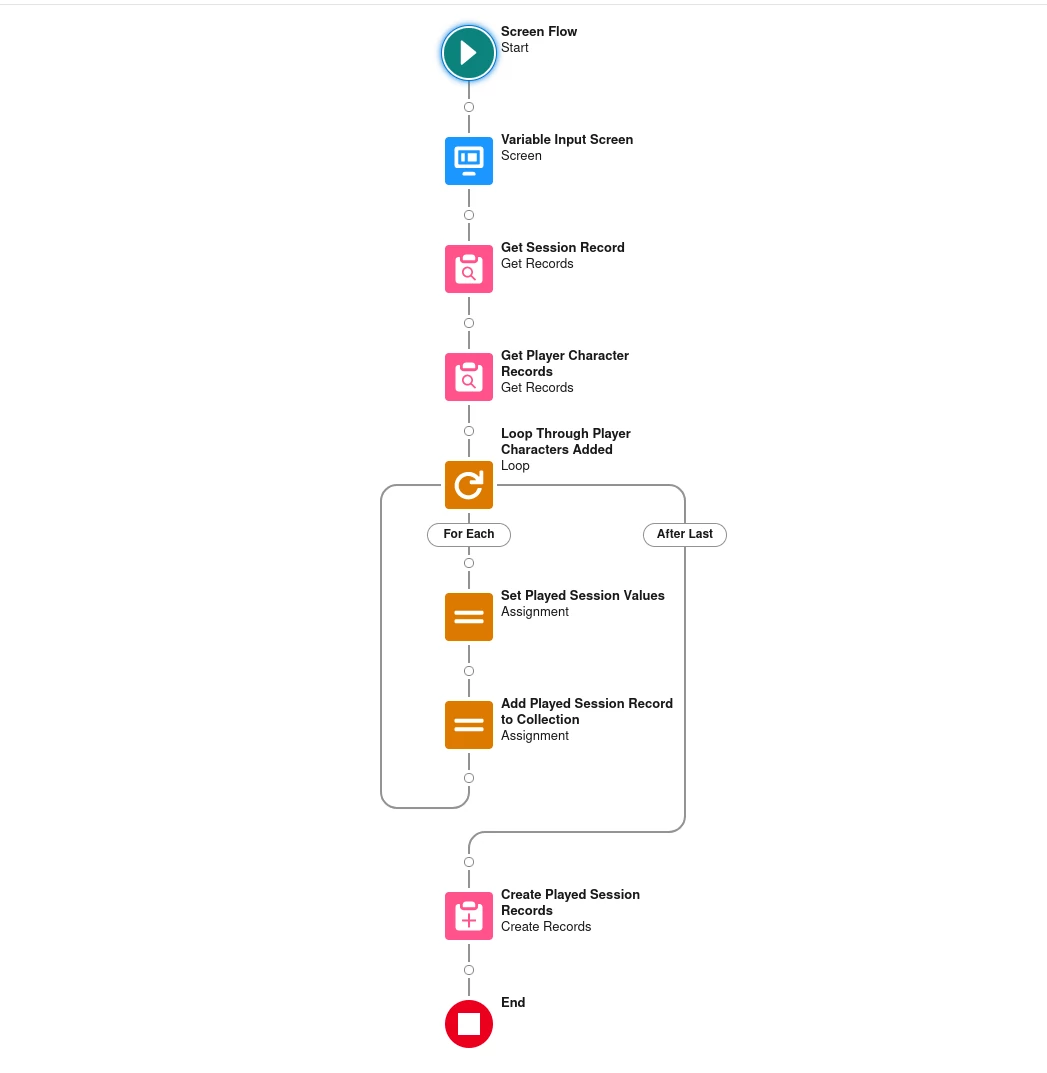 Screen Flow
Start
Variable Input Screen
Screen
Get Session Record
Get Records
Get Player Character
Records
Get Records
Loop Through Player
Characters Added
Loop
For Each
After Last
Set Played Session Values
Assignment
Add Played Session Record
to Collection
Assignment
Create Played Session
Records
Create Records
End